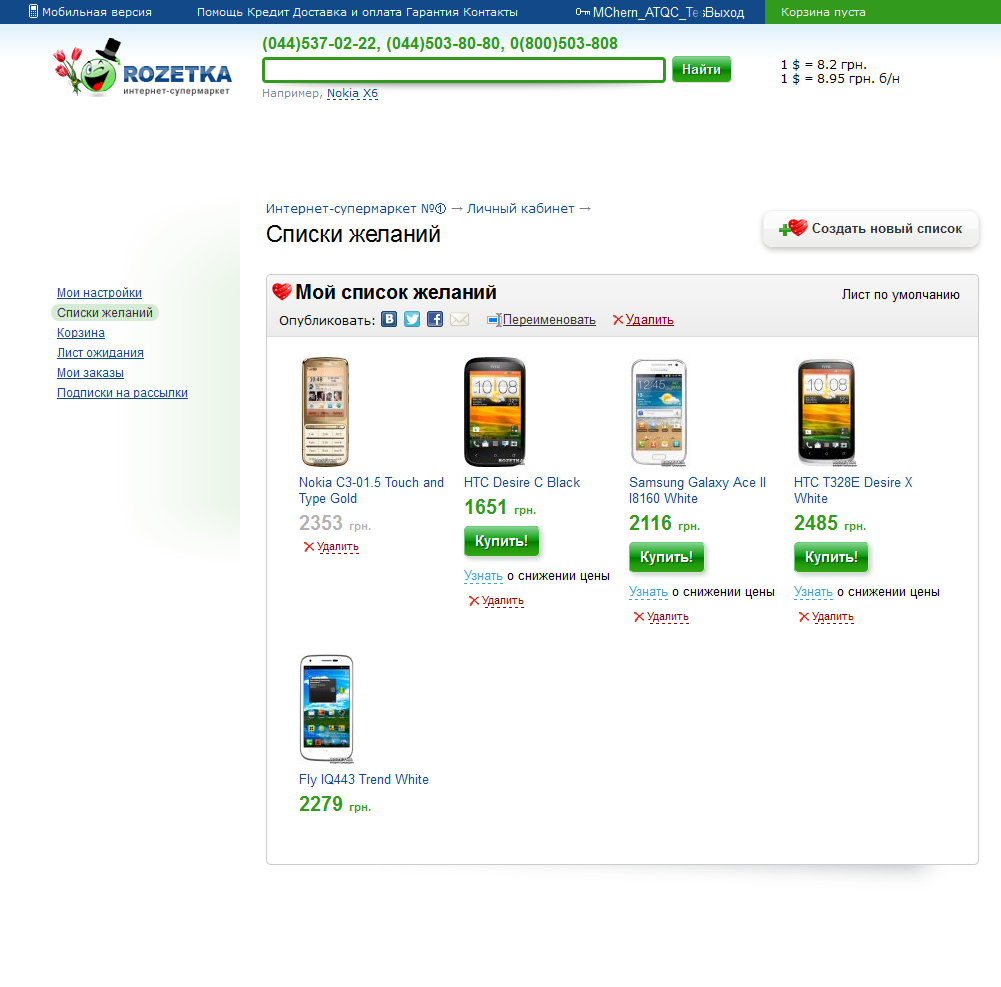 Мобильная версия
Помощь Кредит Доставка и оплата Гарантия Контакты
MChern_ATQC_Te
Выход
Корзина пуста
(044)537-02-22, (044)503-80-80, 0(800)503-808
ROZETKA
интернет-супермаркет
Найти
Например, Nokia X6
1 $ = 8.2 грн.
1 $ = 8.95 грн. б/н
Интернет-супермаркет №① → Личный кабинет →
Списки желаний
Создать новый список
Мои настройки
Списки желаний
Корзина
Лист ожидания
Мои заказы
Подписки на рассылки
Мой список желаний
Лист по умолчанию
Опубликовать:
Переименовать
Удалить
Nokia C3-01.5 Touch and
Type Gold
2353 грн.
Удалить
HTC Desire C Black
1651 грн.
Купить!
Узнать о снижении цены
Удалить
Samsung Galaxy Ace II
I8160 White
2116 грн.
Купить!
Узнать о снижении цены
Удалить
HTC T328E Desire X
White
2485 грн.
Купить!
Узнать о снижении цены
Удалить
Fly IQ443 Trend White
2279 грн.